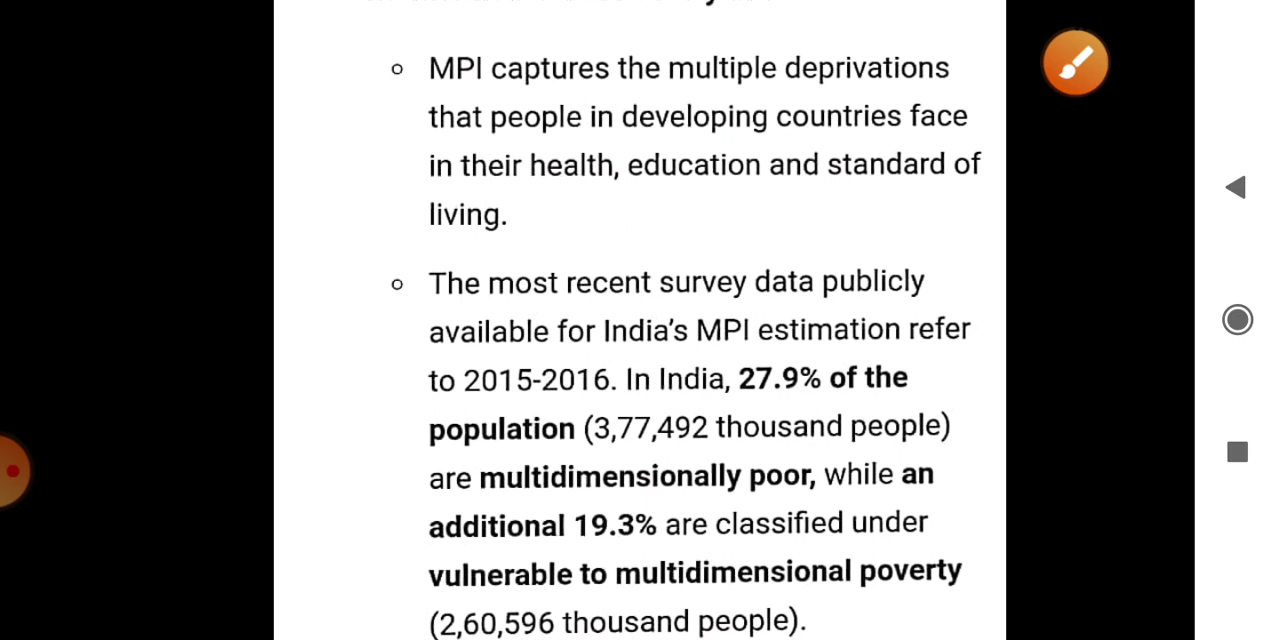 MPI captures the multiple deprivations
that people in developing countries face
in their health, education and standard of
living.
The most recent survey data publicly
available for India’s MPI estimation refer
to 2015-2016. In India, 27.9% of the
population (3,77,492 thousand people)
are multidimensionally poor, while an
additional 19.3% are classified under
vulnerable to multidimensional poverty
(2,60,596 thousand people).